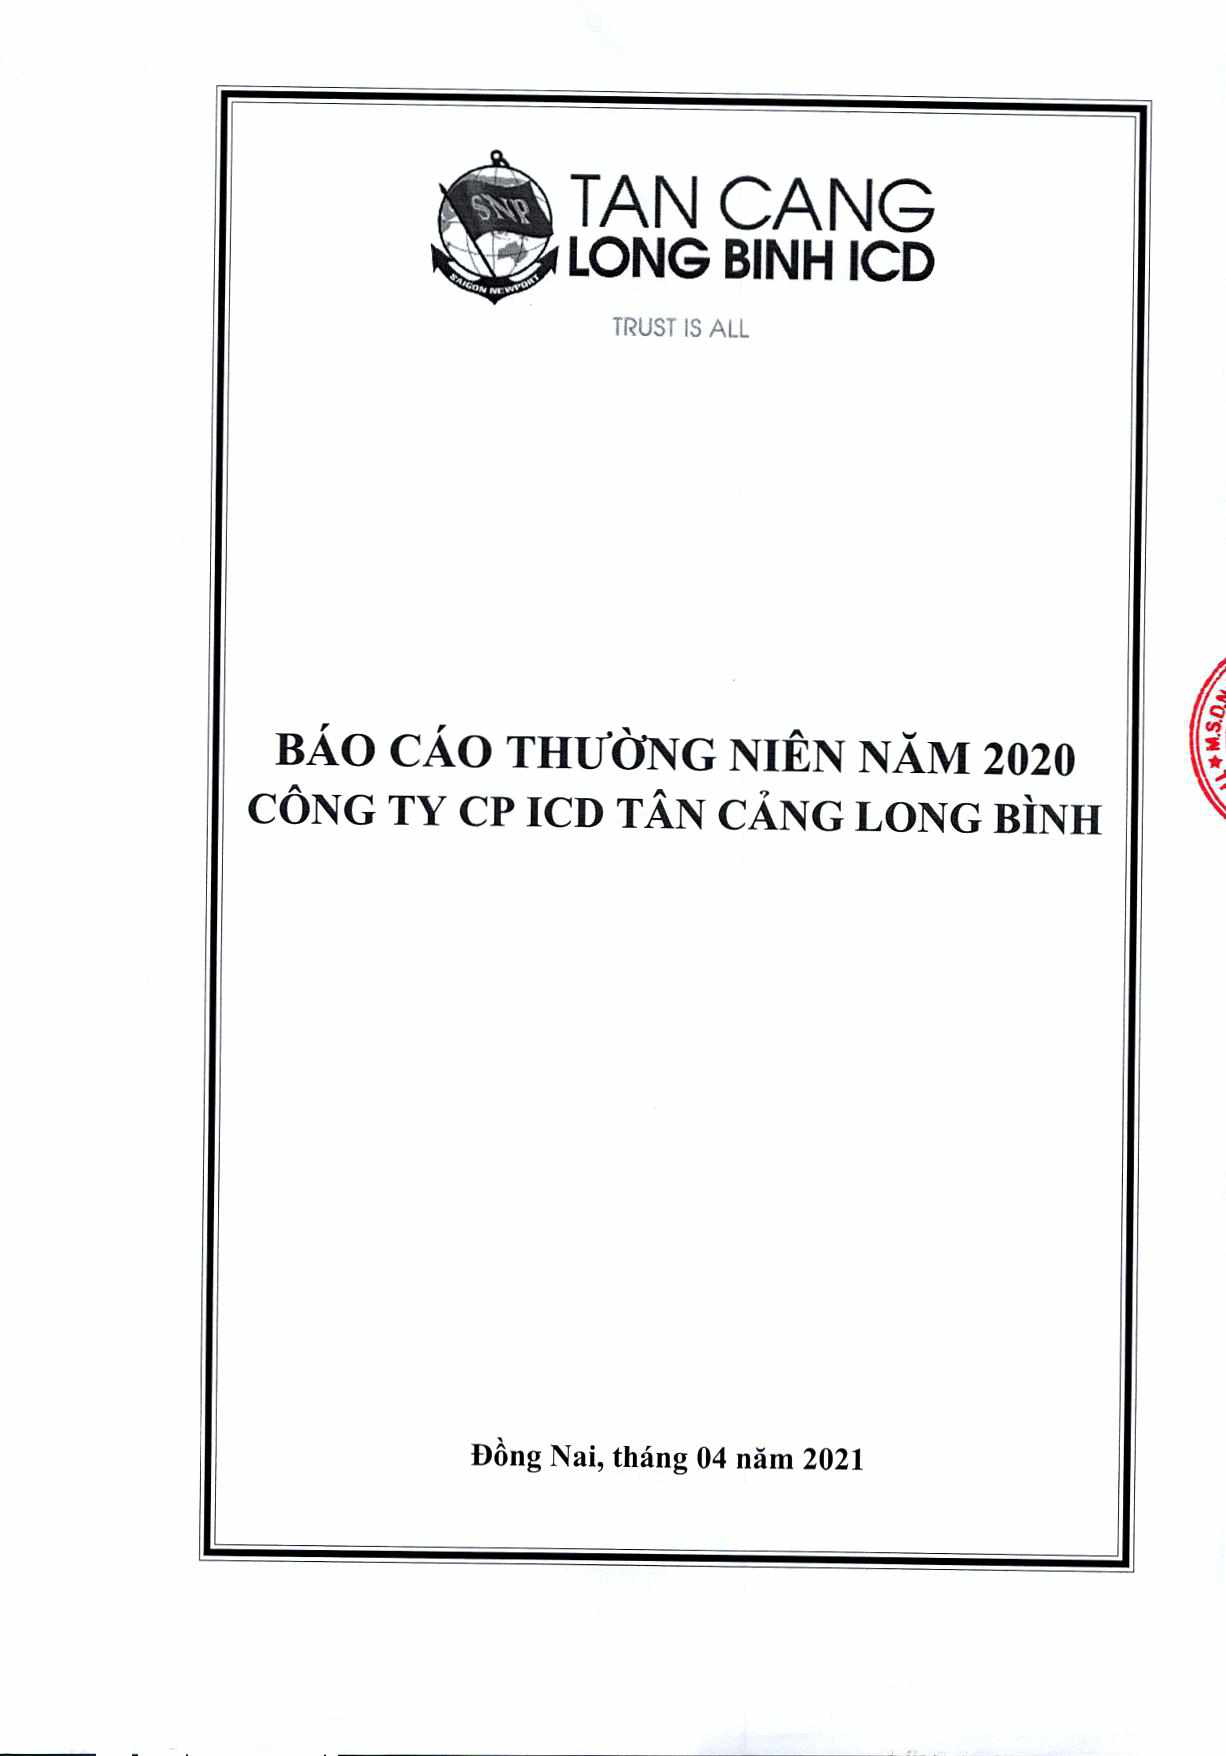 SNP
SAIGON NEWPORT
TAN CANG
LONG BINH ICD
TRUST IS ALL
★ M.S.D.N
BÁO CÁO THƯỜNG NIÊN NĂM 2020
CÔNG TY CP ICD TÂN CẢNG LONG BÌNH
Đồng Nai, tháng 04 năm 2021